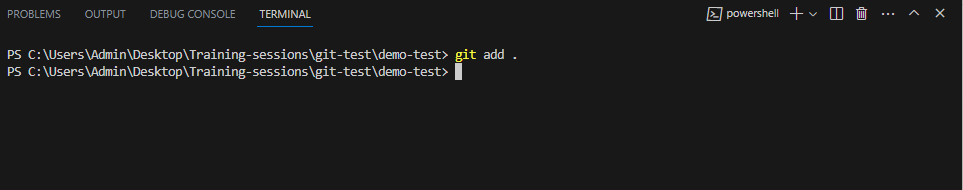 PROBLEMS OUTPUT DEBUG CONSOLE TERMINAL powershell
PS C:\Users\Admin\Desktop\Training-sessions\git-test\demo-test> git add .
PS C:\Users\Admin\Desktop\Training-sessions\git-test\demo-test>